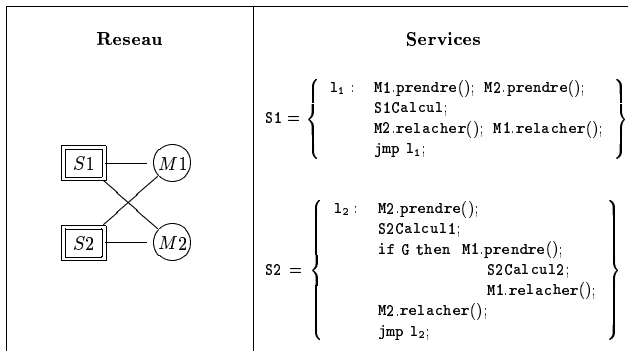 Reseau
Services
l₁ : M1.prendre(); M2.prendre();
S1Calcul;
S1 =
M2.relacher(); M1.relacher();
jmp l₁;
S1
M1
S2
M2
l₂ : M2.prendre();
S2Calcul1;
if G then M1.prendre();
S2 =
S2Calcul2;
M1.relacher();
M2.relacher();
jmp l₂;